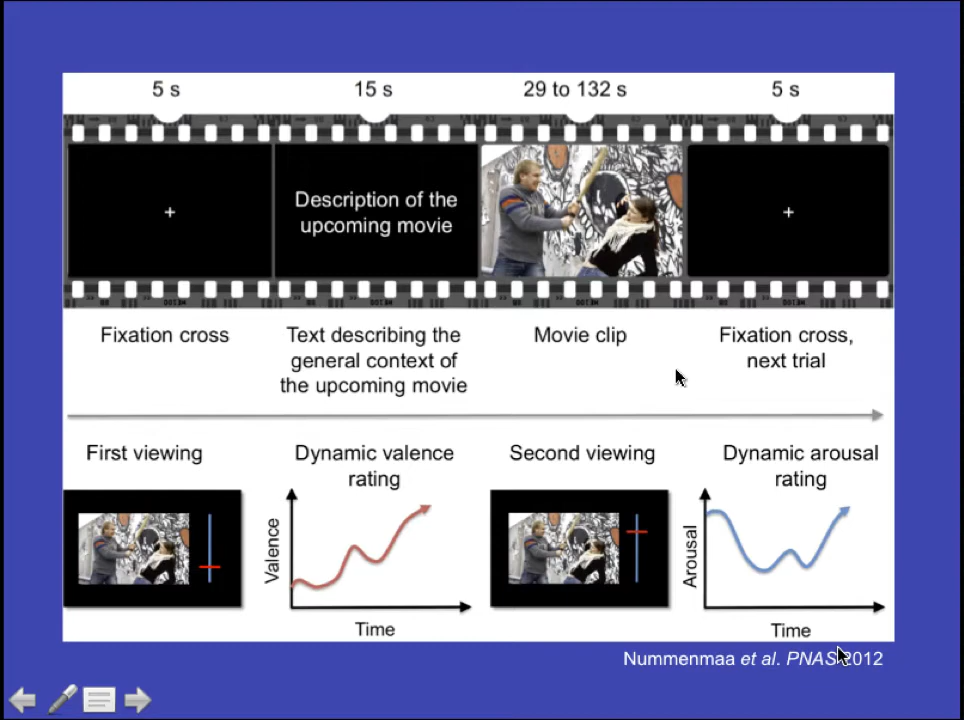 5 s
15 s
29 to 132 s
5 s
+
Description of the
upcoming movie
+
Fixation cross
Text describing the
general context of
the upcoming movie
Movie clip
Fixation cross,
next trial
First viewing
Dynamic valence
rating
Second viewing
Dynamic arousal
rating
Valence
Time
Arousal
Time
Nummenmaa et al. PNAS 2012